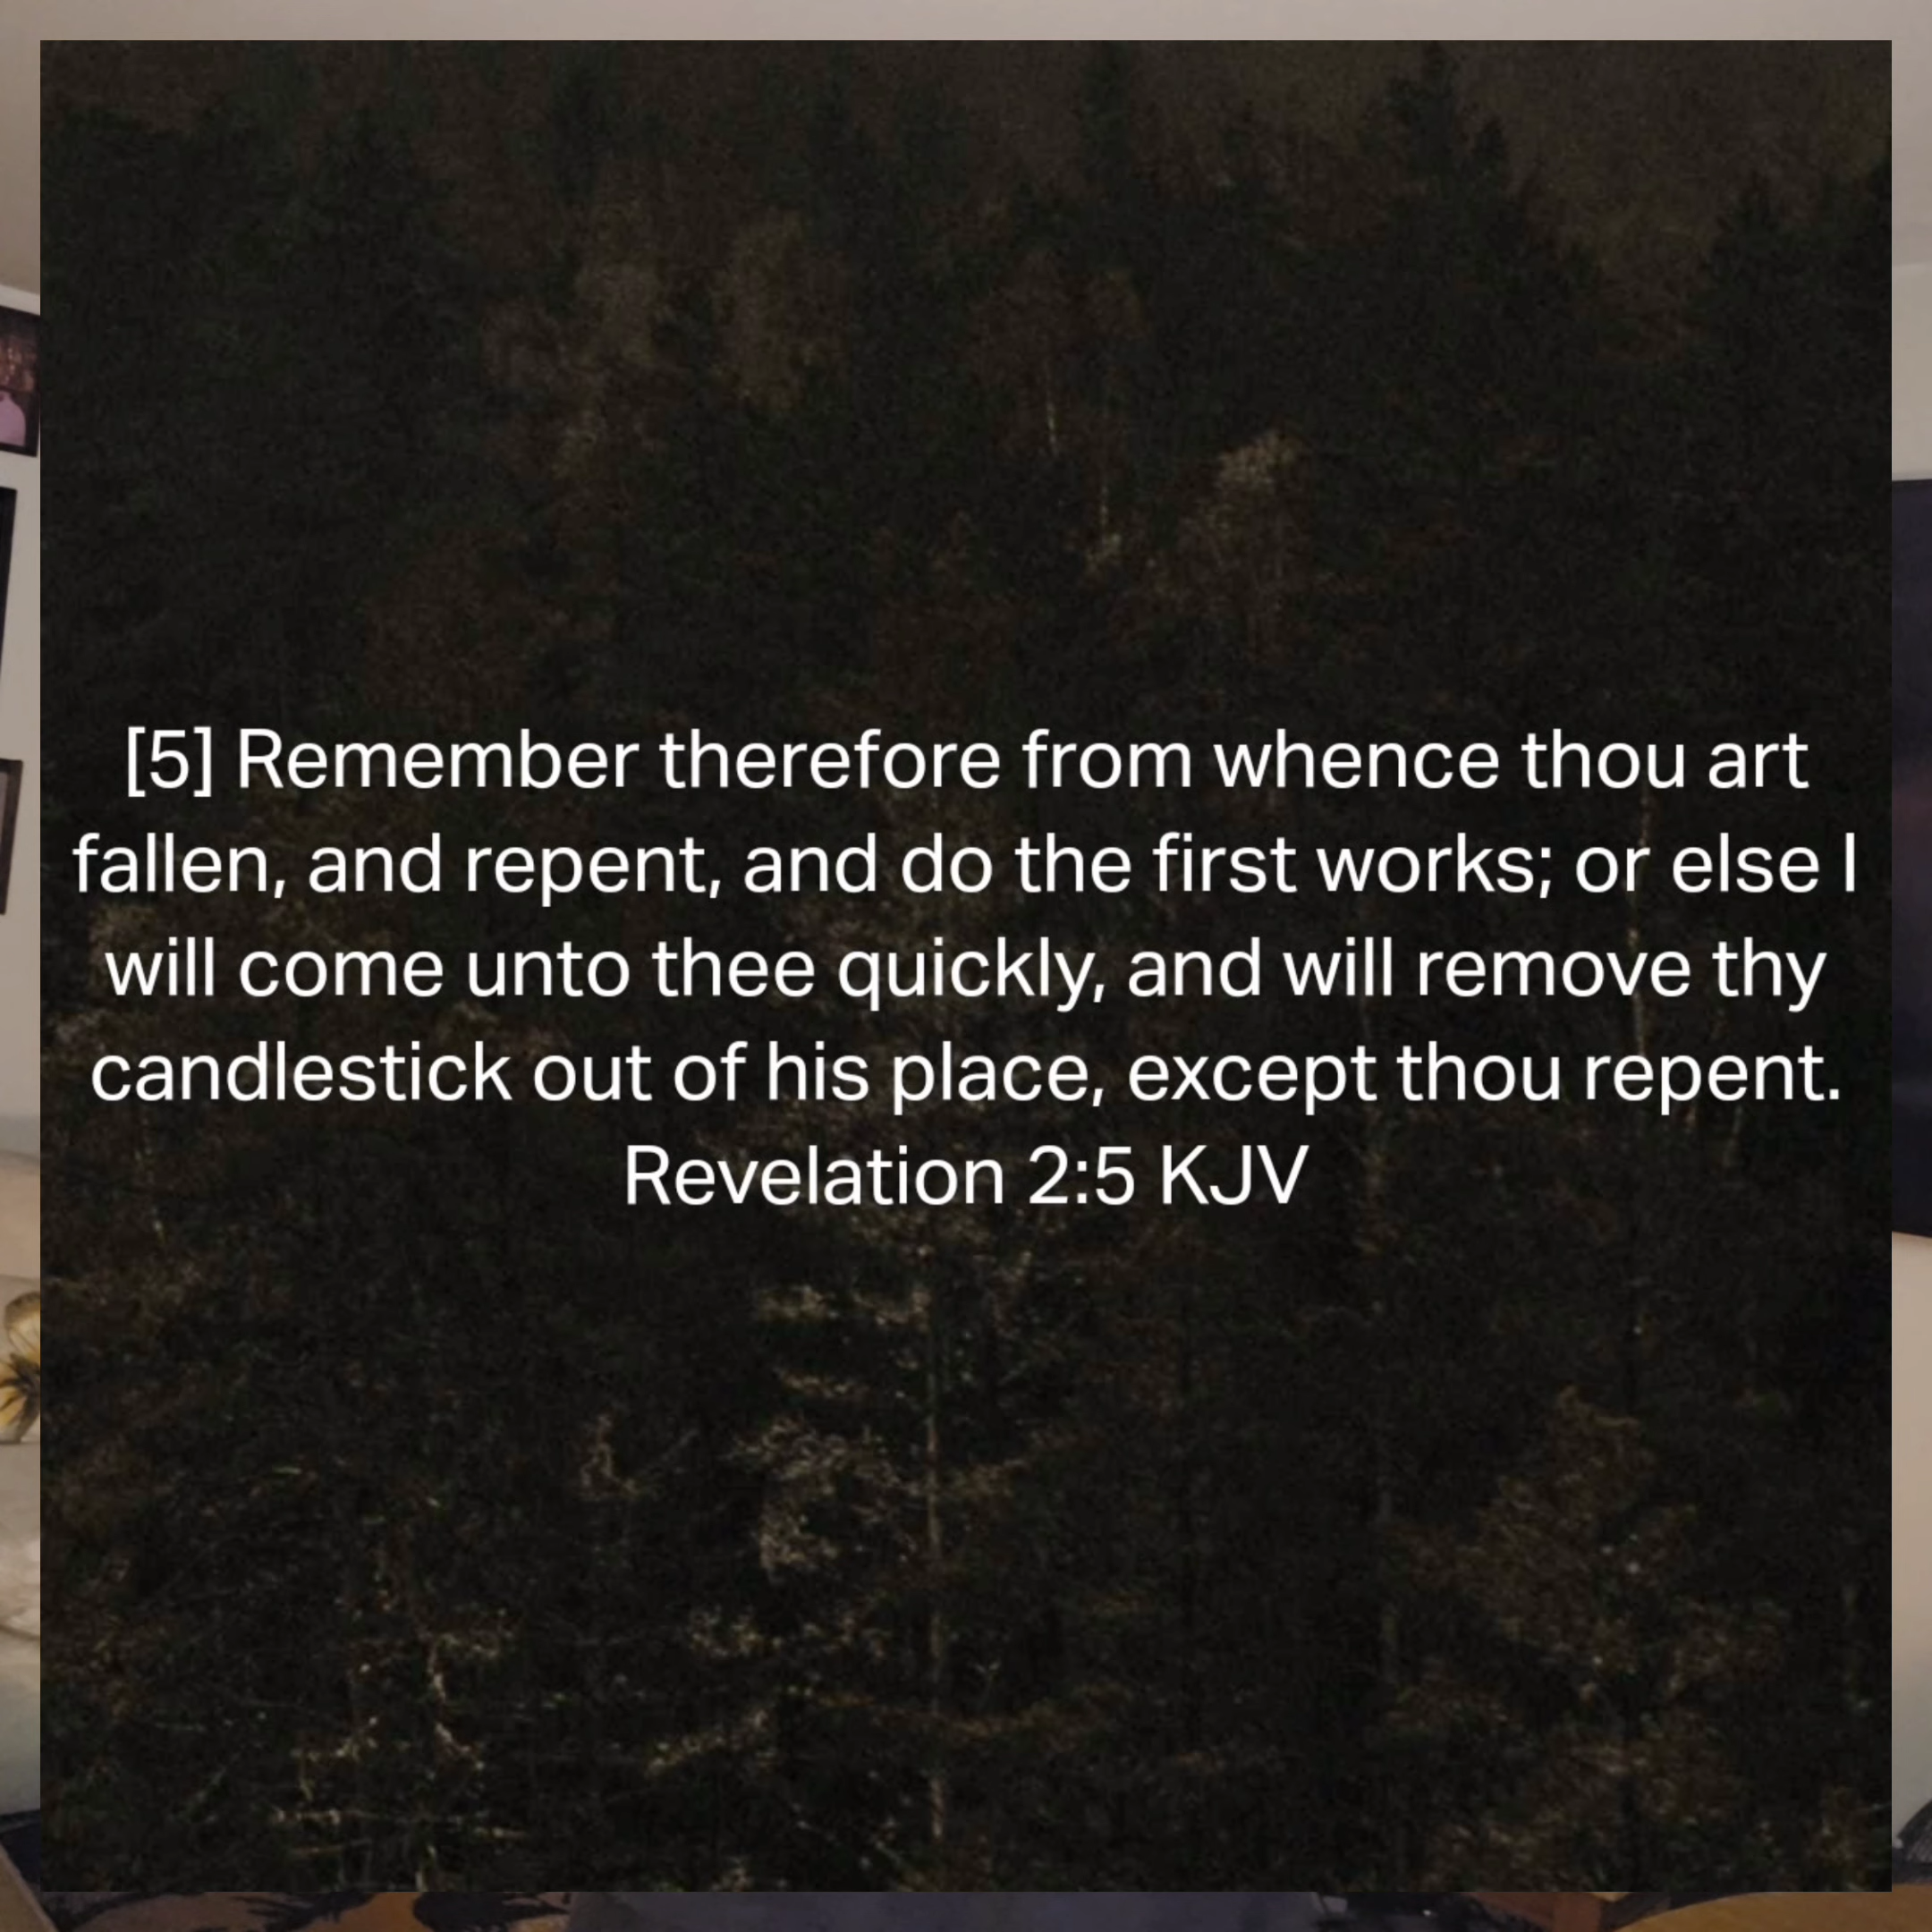 [5] Remember therefore from whence thou art
fallen, and repent, and do the first works; or else I
will come unto thee quickly, and will remove thy
candlestick out of his place, except thou repent.
Revelation 2:5 KJV